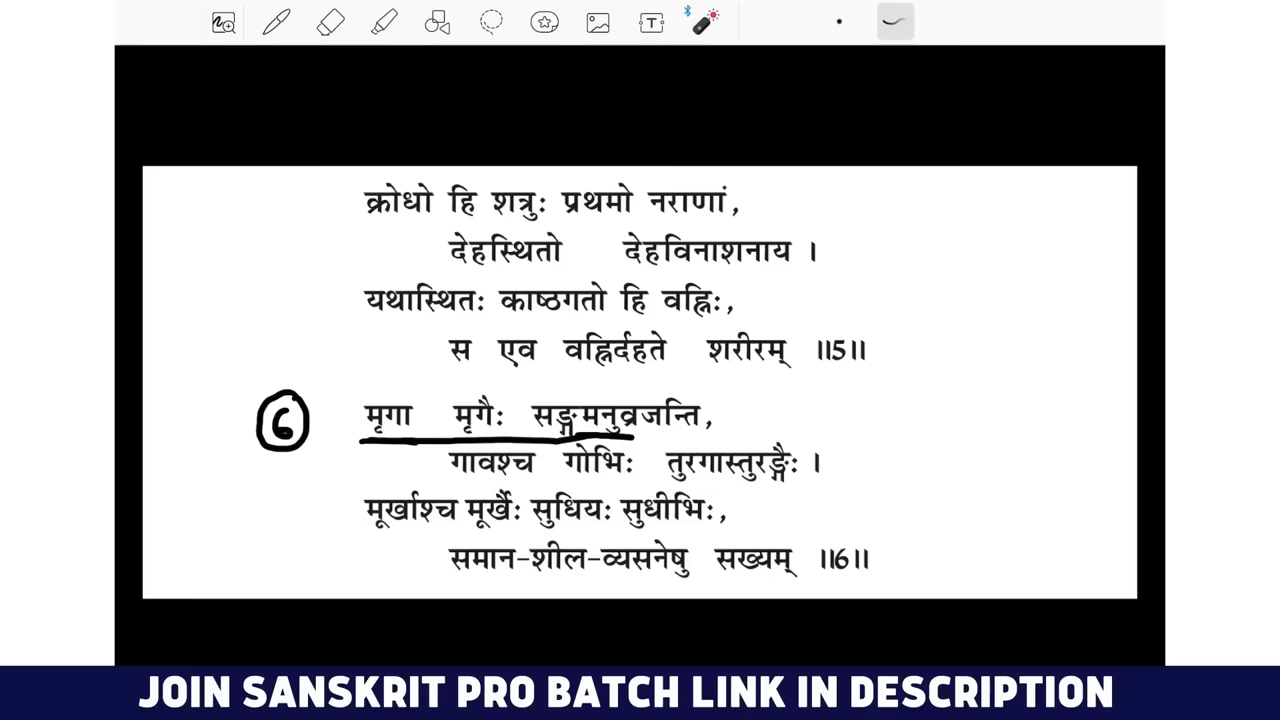 T
क्रोधो हि शत्रुः प्रथमो नराणां,
देहस्थितो देहविनाशनाय ।
यथास्थितः काष्ठगतो हि वह्निः,
स एव वह्निर्दहते शरीरम् ॥5॥
6 मृगा मृगैः सङ्गमनुव्रजन्ति,
गावश्च गोभिः तुरगास्तुरङ्गैः ।
मूर्खाश्च मूर्खैः सुधियः सुधीभिः,
समान-शील-व्यसनेषु सख्यम् ॥6॥
JOIN SANSKRIT PRO BATCH LINK IN DESCRIPTION